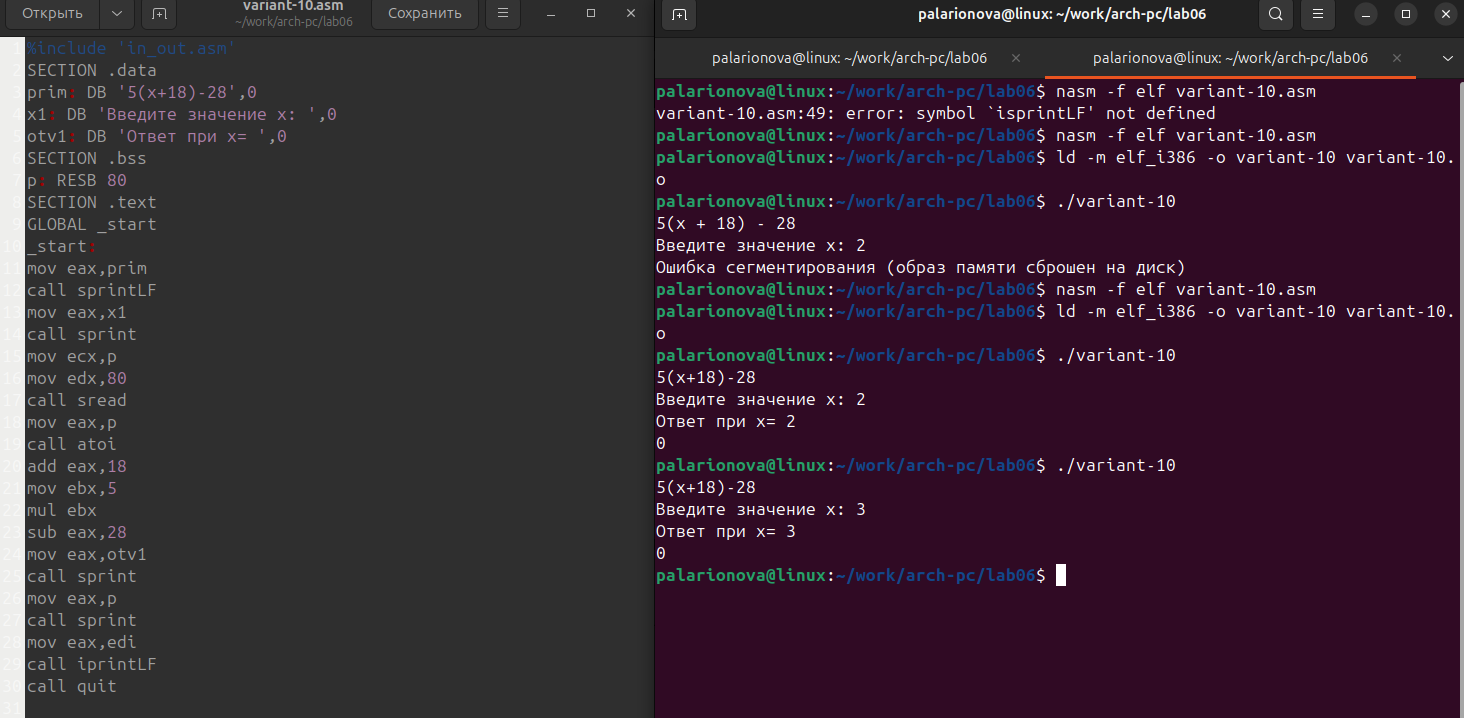 Открыть
variant-10.asm
~/work/arch-pc/lab06
Сохранить
1 %include 'in_out.asm'
2 SECTION .data
3 prim: DB '5(x+18)-28',0
4 x1: DB 'Введите значение x: ',0
5 otv1: DB 'Ответ при x= ',0
6 SECTION .bss
7 p: RESB 80
8 SECTION .text
9 GLOBAL _start
10 _start:
11 mov eax,prim
12 call sprintLF
13 mov eax,x1
14 call sprint
15 mov ecx,p
16 mov edx,80
17 call sread
18 mov eax,p
19 call atoi
20 add eax,18
21 mov ebx,5
22 mul ebx
23 sub eax,28
24 mov eax,otv1
25 call sprint
26 mov eax,p
27 call sprint
28 mov eax,edi
29 call iprintLF
30 call quit
31
palarionova@linux: ~/work/arch-pc/lab06
palarionova@linux: ~/work/arch-pc/lab06
palarionova@linux: ~/work/arch-pc/lab06
palarionova@linux:~/work/arch-pc/lab06$ nasm -f elf variant-10.asm
variant-10.asm:49: error: symbol `isprintLF' not defined
palarionova@linux:~/work/arch-pc/lab06$ nasm -f elf variant-10.asm
palarionova@linux:~/work/arch-pc/lab06$ ld -m elf_i386 -o variant-10 variant-10.
o
palarionova@linux:~/work/arch-pc/lab06$ ./variant-10
5(x + 18) - 28
Введите значение x: 2
Ошибка сегментирования (образ памяти сброшен на диск)
palarionova@linux:~/work/arch-pc/lab06$ nasm -f elf variant-10.asm
palarionova@linux:~/work/arch-pc/lab06$ ld -m elf_i386 -o variant-10 variant-10.
o
palarionova@linux:~/work/arch-pc/lab06$ ./variant-10
5(x+18)-28
Введите значение x: 2
Ответ при x= 2
0
palarionova@linux:~/work/arch-pc/lab06$ ./variant-10
5(x+18)-28
Введите значение x: 3
Ответ при x= 3
0
palarionova@linux:~/work/arch-pc/lab06$